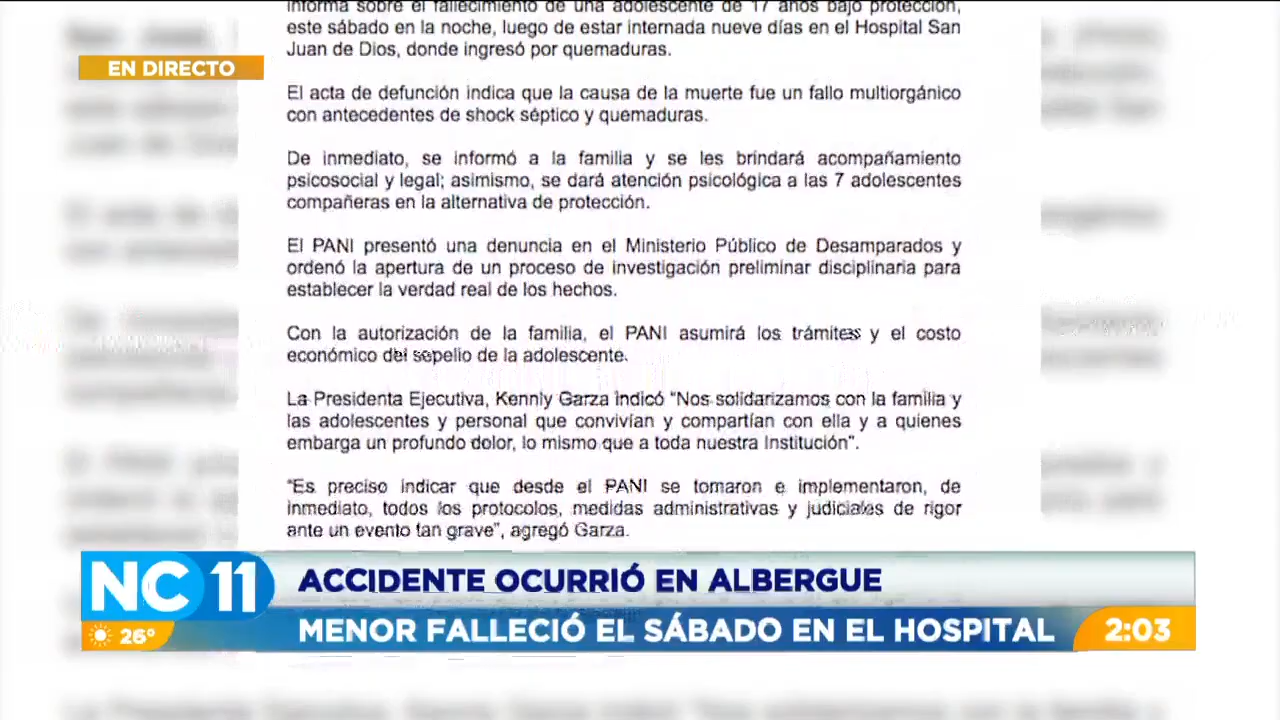 informa sobre el fallecimiento de una adolescente de 17 años bajo protección,
este sábado en la noche, luego de estar internada nueve días en el Hospital San
Juan de Dios, donde ingresó por quemaduras.
EN DIRECTO
El acta de defunción indica que la causa de la muerte fue un fallo multiorgánico
con antecedentes de shock séptico y quemaduras.
De inmediato, se informó a la familia y se les brindará acompañamiento
psicosocial y legal; asimismo, se dará atención psicológica a las 7 adolescentes
compañeras en la alternativa de protección.
El PANI presentó una denuncia en el Ministerio Público de Desamparados y
ordenó la apertura de un proceso de investigación preliminar disciplinaria para
establecer la verdad real de los hechos.
Con la autorización de la familia, el PANI asumirá los trámites y el costo
económico del sepelio de la adolescente.
La Presidenta Ejecutiva, Kennly Garza indicó “Nos solidarizamos con la familia y
las adolescentes y personal que convivían y compartían con ella y a quienes
embarga un profundo dolor, lo mismo que a toda nuestra Institución”.
“Es preciso indicar que desde el PANI se tomaron e implementaron, de
inmediato, todos los protocolos, medidas administrativas y judiciales de rigor
ante un evento tan grave”, agregó Garza.
NC 11
ACCIDENTE OCURRIÓ EN ALBERGUE
26°
MENOR FALLECIÓ EL SÁBADO EN EL HOSPITAL
2:03